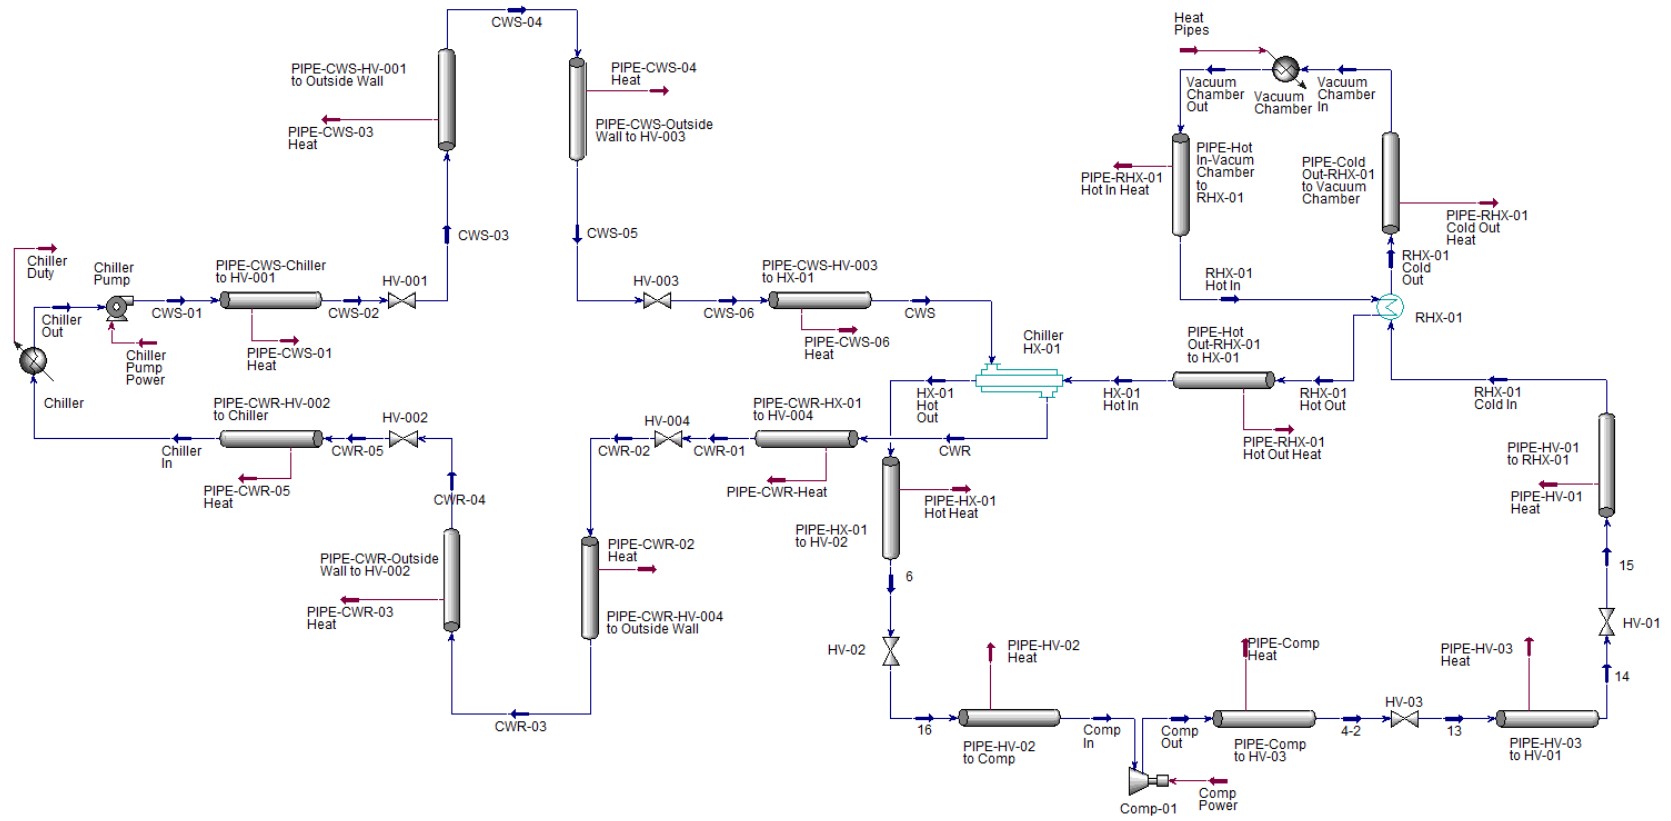 CWS-04
Heat
Pipes
PIPE-CWS-HV-001
to Outside Wall
PIPE-CWS-04
Heat
Vacuum
Chamber
Out
Vacuum
Chamber
Vacuum
Chamber
In
PIPE-CWS-03
Heat
PIPE-CWS-Outside
Wall to HV-003
PIPE-Hot
In-Vacum
Chamber
to
RHX-01
PIPE-Cold
Out-RHX-01
to Vacuum
Chamber
PIPE-RHX-01
Hot In Heat
PIPE-RHX-01
Cold Out
Heat
CWS-03
CWS-05
Chiller
Duty
Chiller
Pump
PIPE-CWS-Chiller
to HV-001
HV-001
HV-003
PIPE-CWS-HV-003
to HX-01
RHX-01
Hot In
RHX-01
Cold
Out
Chiller
Out
CWS-01
CWS-02
CWS-06
CWS
RHX-01
PIPE-CWS-01
Heat
PIPE-CWS-06
Heat
Chiller
HX-01
PIPE-Hot
Out-RHX-01
to HX-01
Chiller
Pump
Power
Chiller
HX-01
Hot
Out
HX-01
Hot In
RHX-01
Hot Out
RHX-01
Cold In
PIPE-CWR-HV-002
to Chiller
HV-002
HV-004
PIPE-CWR-HX-01
to HV-004
Chiller
In
CWR-05
CWR-02
CWR-01
CWR
PIPE-RHX-01
Hot Out Heat
PIPE-HV-01
to RHX-01
PIPE-CWR-05
Heat
CWR-04
PIPE-CWR-Heat
PIPE-HX-01
Hot Heat
PIPE-HV-01
Heat
PIPE-HX-01
to HV-02
PIPE-CWR-Outside
Wall to HV-002
PIPE-CWR-02
Heat
6
15
PIPE-CWR-03
Heat
PIPE-CWR-HV-004
to Outside Wall
HV-02
HV-01
PIPE-HV-02
Heat
PIPE-Comp
Heat
PIPE-HV-03
Heat
14
HV-03
CWR-03
16
Comp
In
Comp
Out
4-2
13
PIPE-HV-02
to Comp
PIPE-Comp
to HV-03
PIPE-HV-03
to HV-01
Comp-01
Comp
Power